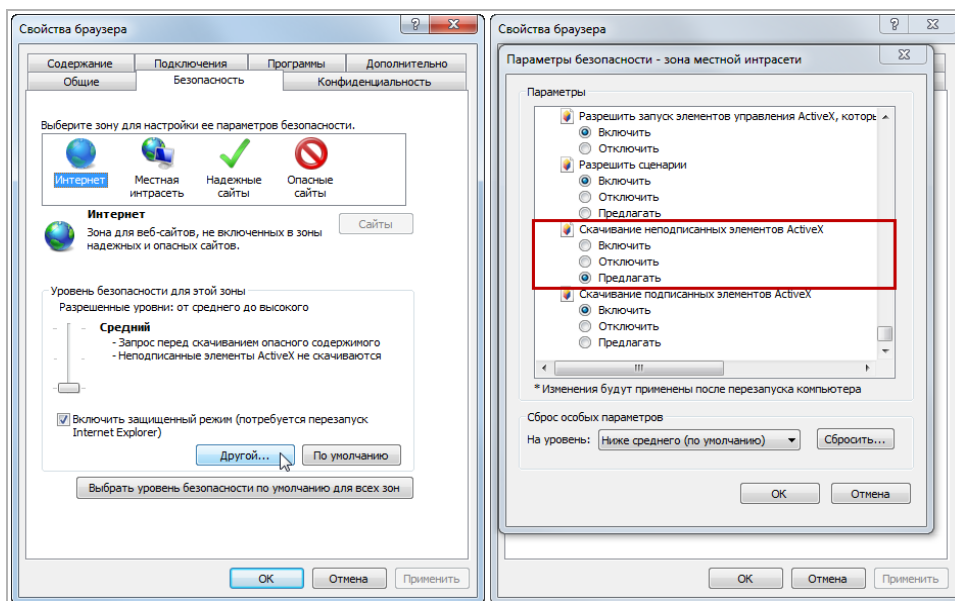 Свойства браузера
Содержание
Подключения
Программы
Дополнительно
Общие
Безопасность
Конфиденциальность
Выберите зону для настройки ее параметров безопасности.
Интернет
Местная
интрасеть
Надежные
сайты
Опасные
сайты
Интернет
Зона для веб-сайтов, не включенных в зоны
надежных и опасных сайтов.
Сайты
Уровень безопасности для этой зоны
Разрешенные уровни: от среднего до высокого
Средний
- Запрос перед скачиванием опасного содержимого
- Неподписанные элементы ActiveX не скачиваются
Включить защищенный режим (потребуется перезапуск
Internet Explorer)
Другой...
По умолчанию
Выбрать уровень безопасности по умолчанию для всех зон
ОК
Отмена
Применить
Свойства браузера
Параметры безопасности - зона местной интрасети
Параметры
Разрешить запуск элементов управления ActiveX, которь
Включить
Отключить
Разрешить сценарии
Включить
Отключить
Предлагать
Скачивание неподписанных элементов ActiveX
Включить
Отключить
Предлагать
Скачивание подписанных элементов ActiveX
Включить
Отключить
Предлагать
*Изменения будут применены после перезапуска компьютера
Сброс особых параметров
На уровень:
Ниже среднего (по умолчанию)
Сбросить...
ОК
Отмена
ОК
Отмена
Применить